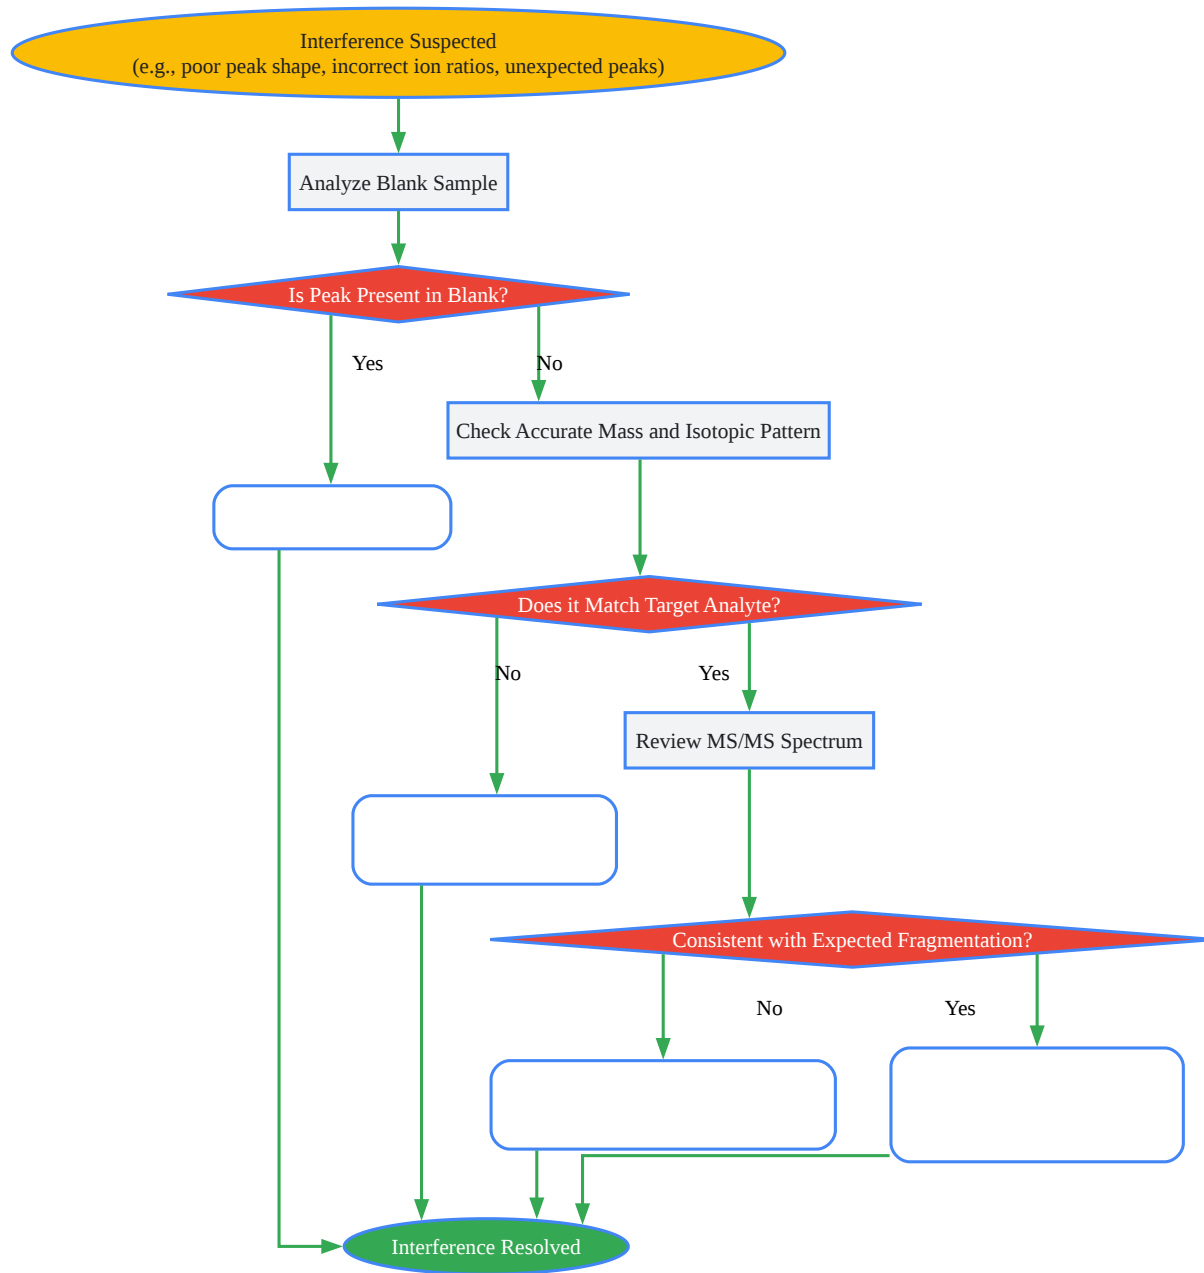 Interference Suspected
(e.g., poor peak shape, incorrect ion ratios, unexpected peaks)
Analyze Blank Sample
Is Peak Present in Blank?
Yes
No
Check Accurate Mass and Isotopic Pattern
Does it Match Target Analyte?
No
Yes
Review MS/MS Spectrum
Consistent with Expected Fragmentation?
No
Yes
Interference Resolved